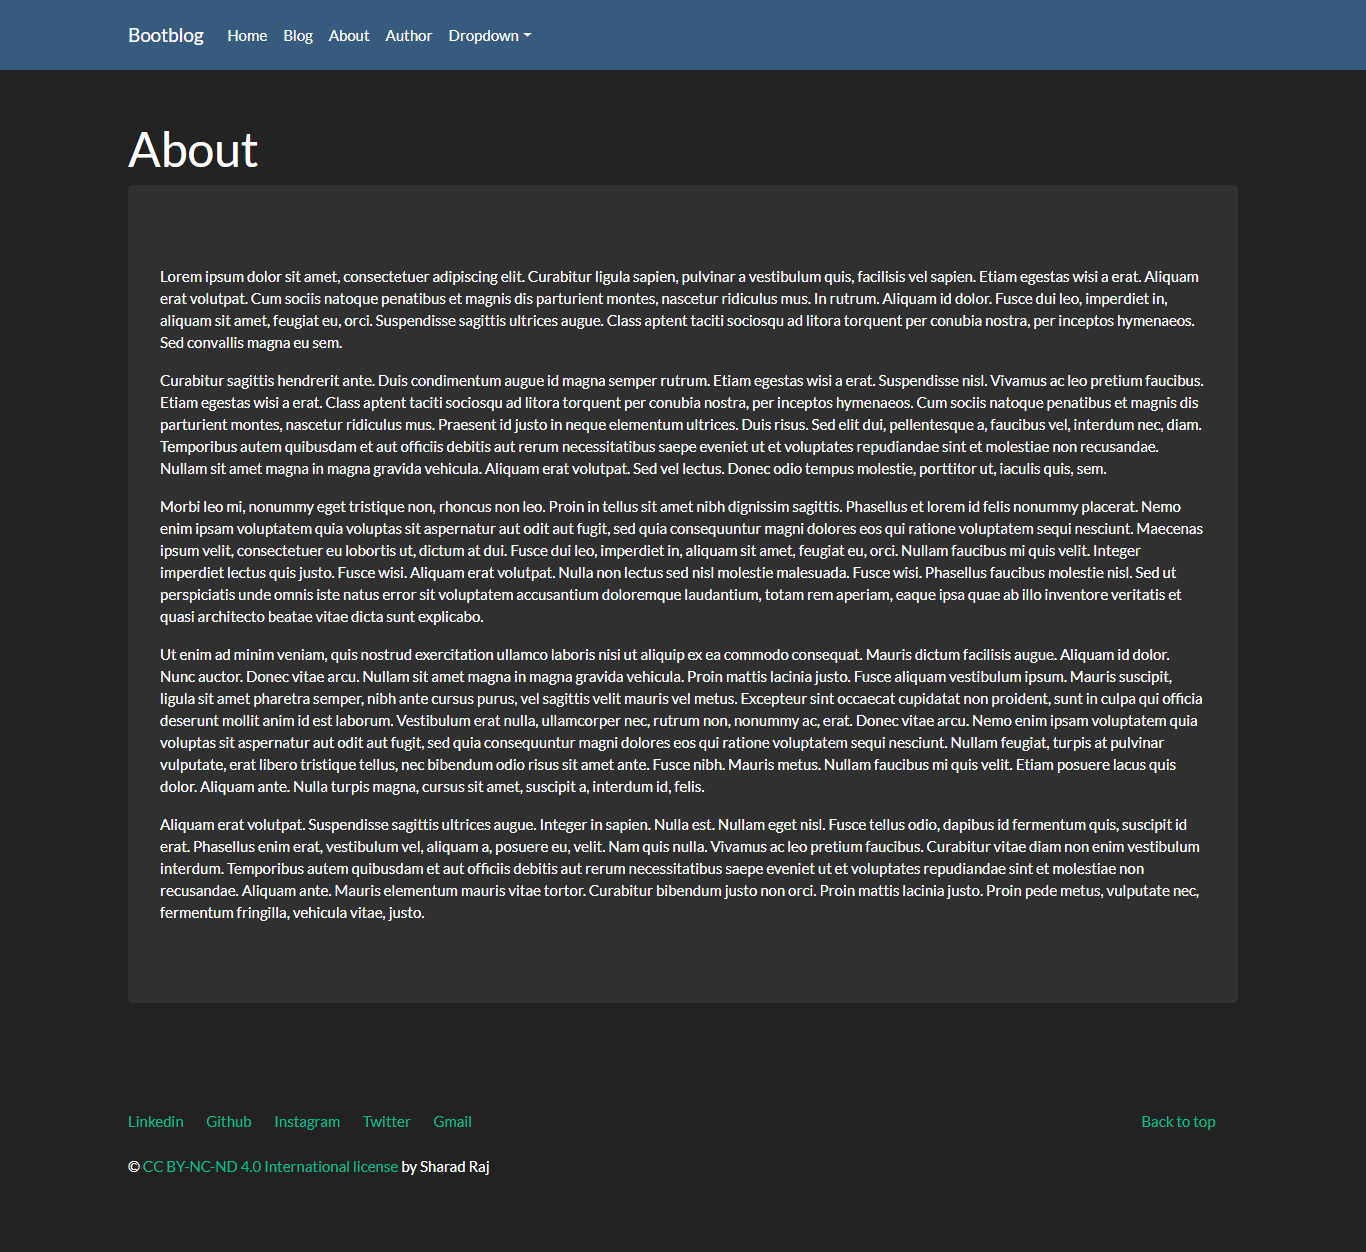 Bootblog Home Blog About Author Dropdown
About
Lorem ipsum dolor sit amet, consectetuer adipiscing elit. Curabitur ligula sapien, pulvinar a vestibulum quis, facilisis vel sapien. Etiam egestas wisi a erat. Aliquam
erat volutpat. Cum sociis natoque penatibus et magnis dis parturient montes, nascetur ridiculus mus. In rutrum. Aliquam id dolor. Fusce dui leo, imperdiet in,
aliquam sit amet, feugiat eu, orci. Suspendisse sagittis ultrices augue. Class aptent taciti sociosqu ad litora torquent per conubia nostra, per inceptos hymenaeos.
Sed convallis magna eu sem.
Curabitur sagittis hendrerit ante. Duis condimentum augue id magna semper rutrum. Etiam egestas wisi a erat. Suspendisse nisl. Vivamus ac leo pretium faucibus.
Etiam egestas wisi a erat. Class aptent taciti sociosqu ad litora torquent per conubia nostra, per inceptos hymenaeos. Cum sociis natoque penatibus et magnis dis
parturient montes, nascetur ridiculus mus. Praesent id justo in neque elementum ultrices. Duis risus. Sed elit dui, pellentesque a, faucibus vel, interdum nec, diam.
Temporibus autem quibusdam et aut officiis debitis aut rerum necessitatibus saepe eveniet ut et voluptates repudiandae sint et molestiae non recusandae.
Nullam sit amet magna in magna gravida vehicula. Aliquam erat volutpat. Sed vel lectus. Donec odio tempus molestie, porttitor ut, iaculis quis, sem.
Morbi leo mi, nonummy eget tristique non, rhoncus non leo. Proin in tellus sit amet nibh dignissim sagittis. Phasellus et lorem id felis nonummy placerat. Nemo
enim ipsam voluptatem quia voluptas sit aspernatur aut odit aut fugit, sed quia consequuntur magni dolores eos qui ratione voluptatem sequi nesciunt. Maecenas
ipsum velit, consectetuer eu lobortis ut, dictum at dui. Fusce dui leo, imperdiet in, aliquam sit amet, feugiat eu, orci. Nullam faucibus mi quis velit. Integer
imperdiet lectus quis justo. Fusce wisi. Aliquam erat volutpat. Nulla non lectus sed nisl molestie malesuada. Fusce wisi. Phasellus faucibus molestie nisl. Sed ut
perspiciatis unde omnis iste natus error sit voluptatem accusantium doloremque laudantium, totam rem aperiam, eaque ipsa quae ab illo inventore veritatis et
quasi architecto beatae vitae dicta sunt explicabo.
Ut enim ad minim veniam, quis nostrud exercitation ullamco laboris nisi ut aliquip ex ea commodo consequat. Mauris dictum facilisis augue. Aliquam id dolor.
Nunc auctor. Donec vitae arcu. Nullam sit amet magna in magna gravida vehicula. Proin mattis lacinia justo. Fusce aliquam vestibulum ipsum. Mauris suscipit,
ligula sit amet pharetra semper, nibh ante cursus purus, vel sagittis velit mauris vel metus. Excepteur sint occaecat cupidatat non proident, sunt in culpa qui officia
deserunt mollit anim id est laborum. Vestibulum erat nulla, ullamcorper nec, rutrum non, nonummy ac, erat. Donec vitae arcu. Nemo enim ipsam voluptatem quia
voluptas sit aspernatur aut odit aut fugit, sed quia consequuntur magni dolores eos qui ratione voluptatem sequi nesciunt. Nullam feugiat, turpis at pulvinar
vulputate, erat libero tristique tellus, nec bibendum odio risus sit amet ante. Fusce nibh. Mauris metus. Nullam faucibus mi quis velit. Etiam posuere lacus quis
dolor. Aliquam ante. Nulla turpis magna, cursus sit amet, suscipit a, interdum id, felis.
Aliquam erat volutpat. Suspendisse sagittis ultrices augue. Integer in sapien. Nulla est. Nullam eget nisl. Fusce tellus odio, dapibus id fermentum quis, suscipit id
erat. Phasellus enim erat, vestibulum vel, aliquam a, posuere eu, velit. Nam quis nulla. Vivamus ac leo pretium faucibus. Curabitur vitae diam non enim vestibulum
interdum. Temporibus autem quibusdam et aut officiis debitis aut rerum necessitatibus saepe eveniet ut et voluptates repudiandae sint et molestiae non
recusandae. Aliquam ante. Mauris elementum mauris vitae tortor. Curabitur bibendum justo non orci. Proin mattis lacinia justo. Proin pede metus, vulputate nec,
fermentum fringilla, vehicula vitae, justo.
Linkedin Github Instagram Twitter Gmail Back to top
© CC BY-NC-ND 4.0 International license by Sharad Raj